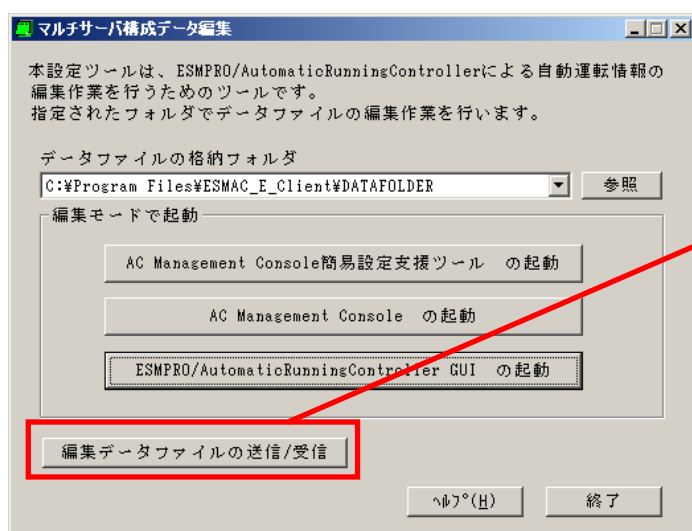 マルチサーバ構成データ編集
本設定ツールは、ESMPRO/AutomaticRunningControllerによる自動運転情報の
編集作業を行うためのツールです。
指定されたフォルダでデータファイルの編集作業を行います。
データファイルの格納フォルダ
C:¥Program Files¥ESMAC_E_Client¥DATAFOLDER
参照
編集モードで起動
AC Management Console簡易設定支援ツール の起動
AC Management Console の起動
ESMPRO/AutomaticRunningController GUI の起動
編集データファイルの送信/受信
ﾍﾙﾌﾟ(H)
終了